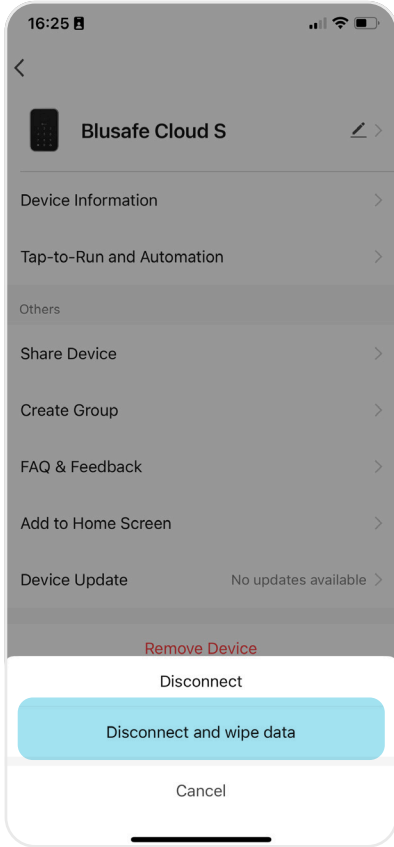 16:25
Blusafe Cloud S
Device Information
Tap-to-Run and Automation
Others
Share Device
Create Group
FAQ & Feedback
Add to Home Screen
Device Update No updates available
Remove Device
Disconnect
Disconnect and wipe data
Cancel